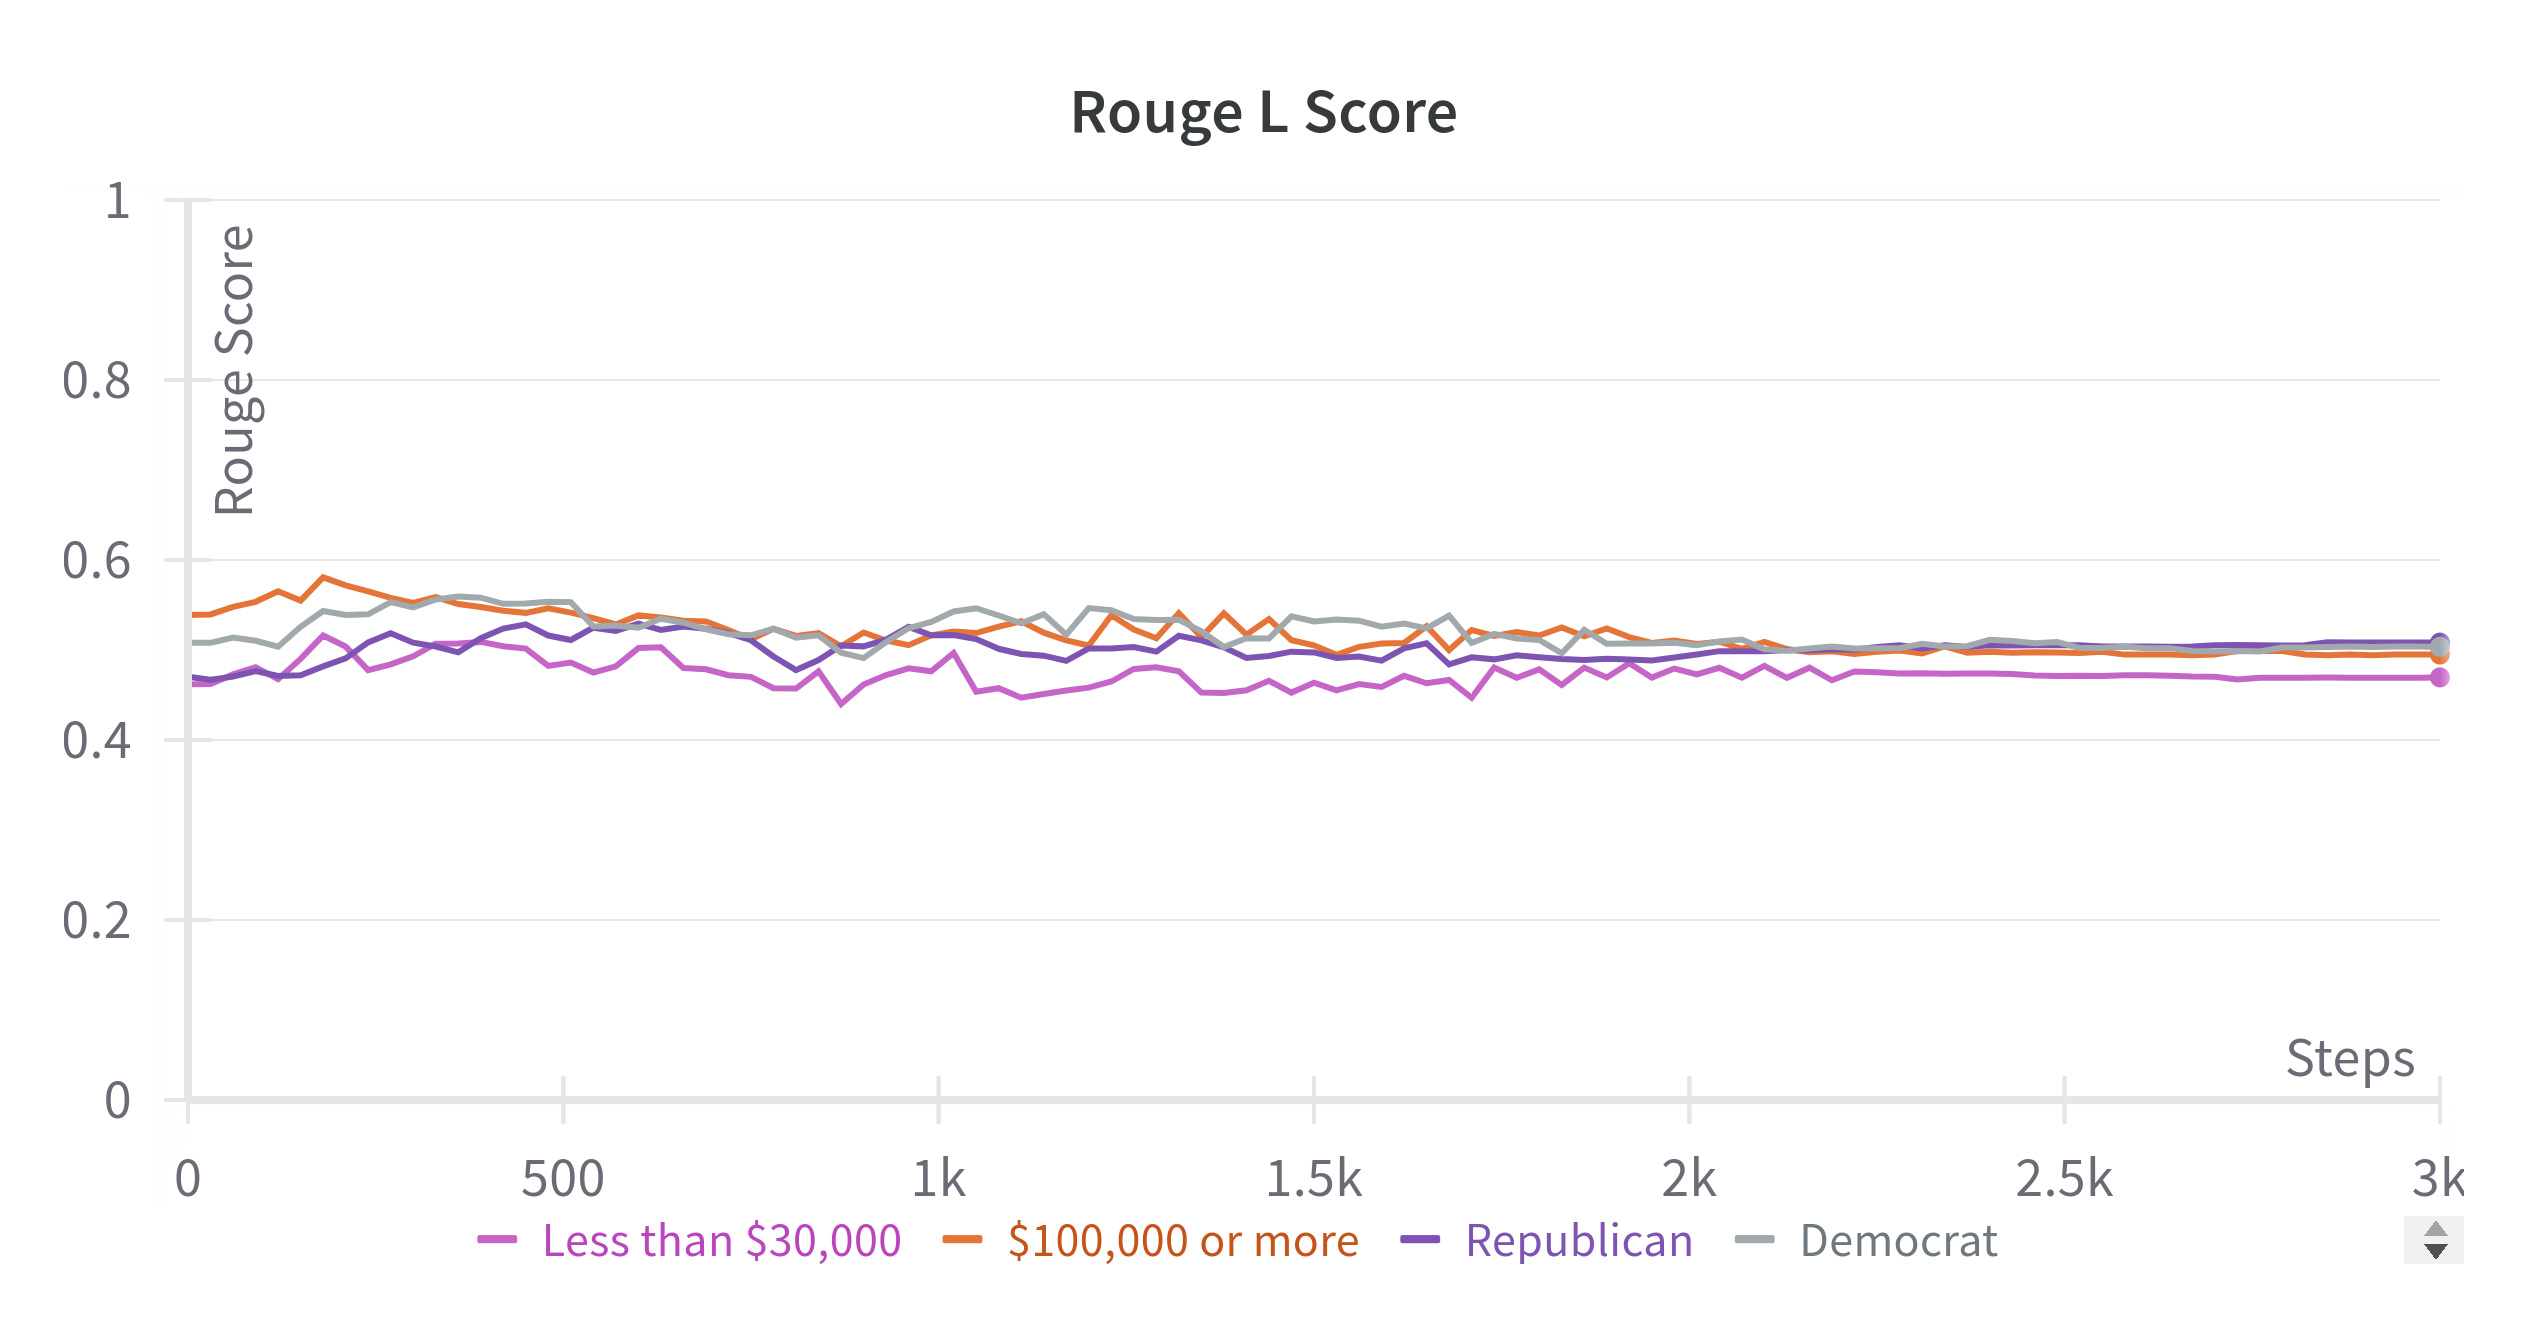 Rouge L Score
Rouge Score
1
0.8
0.6
0.4
0.2
0
Steps
0 500 1k 1.5k 2k 2.5k 3k
Less than $30,000 $100,000 or more Republican Democrat